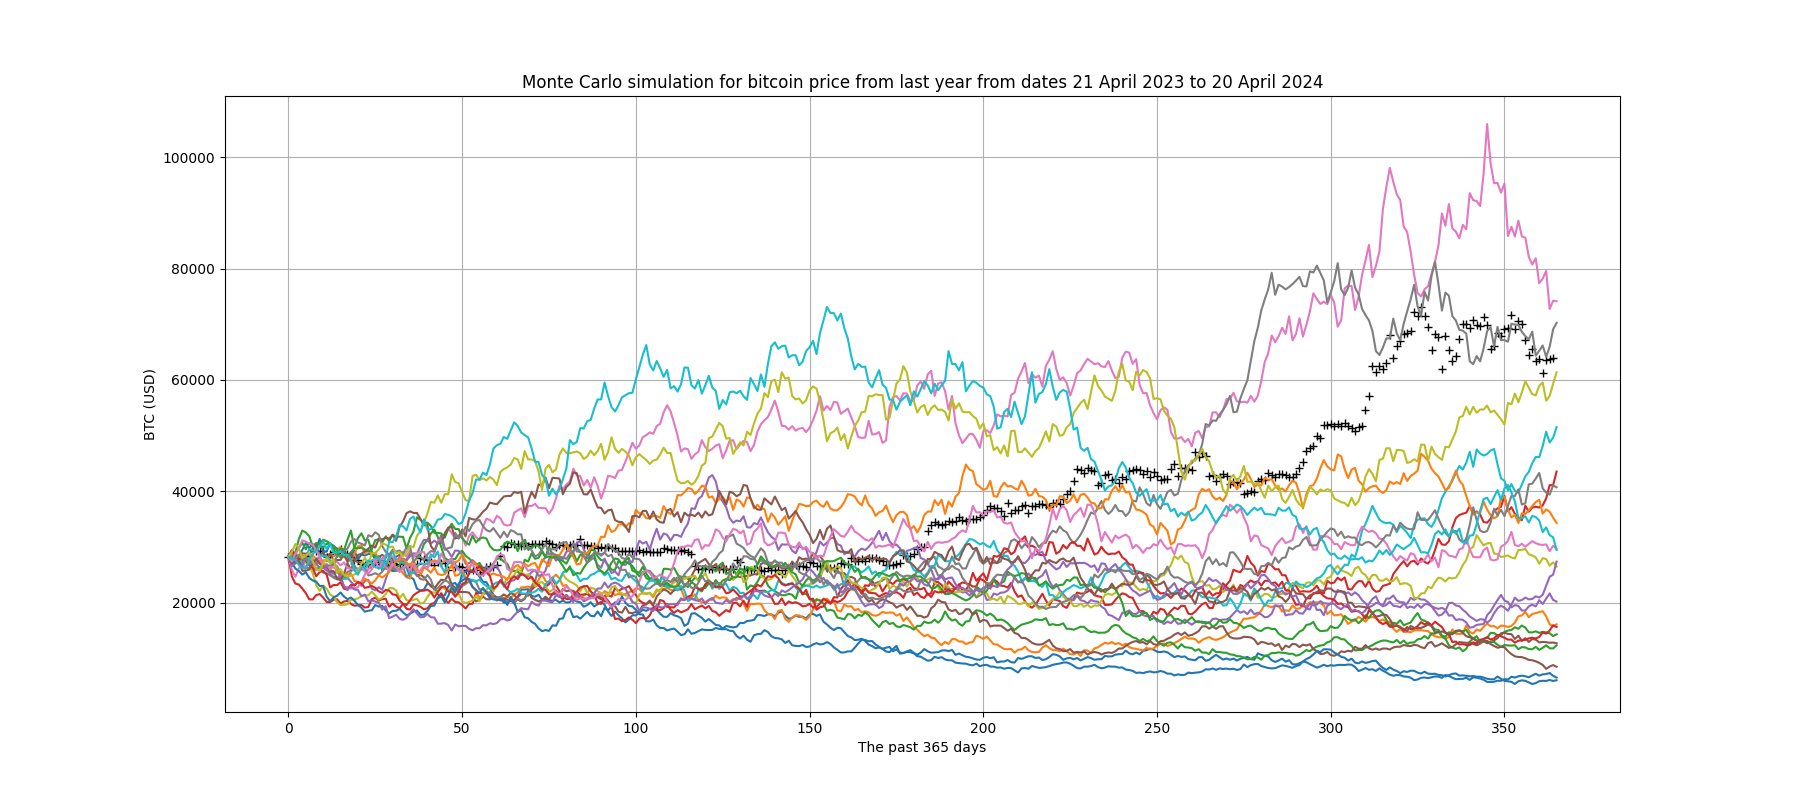 Monte Carlo simulation for bitcoin price from last year from dates 21 April 2023 to 20 April 2024
100000
80000
60000
40000
20000
BTC (USD)
0 50 100 150 200 250 300 350
The past 365 days